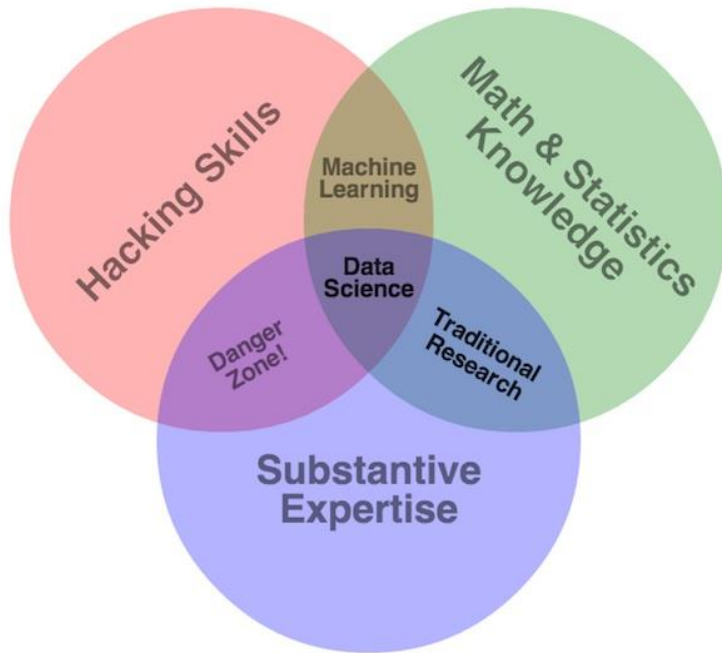 Hacking Skills
Math & Statistics
Knowledge
Machine
Learning
Data
Science
Danger
Zone!
Traditional
Research
Substantive
Expertise